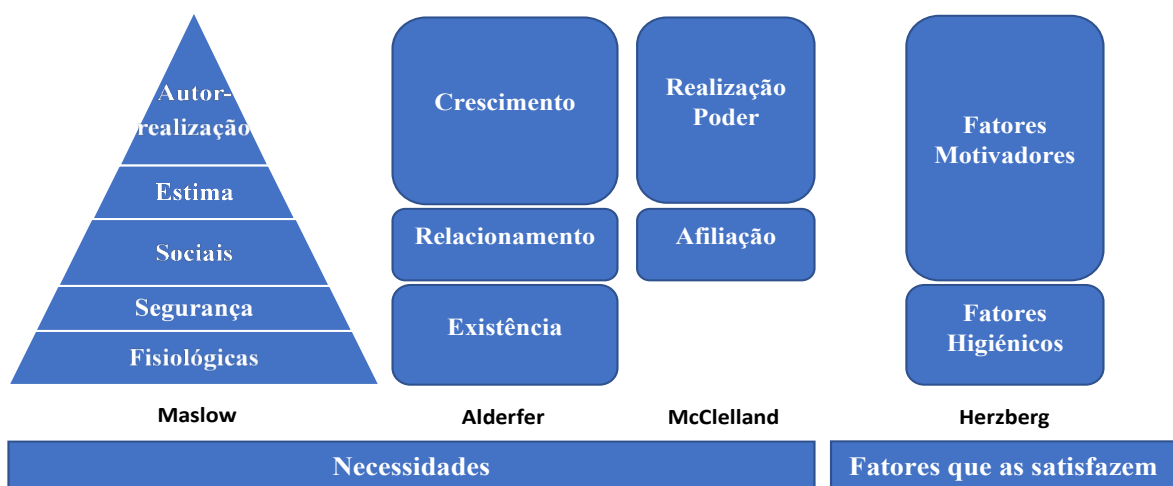 Autor-
realização
Estima
Sociais
Segurança
Fisiológicas
Maslow
Crescimento
Relacionamento
Existência
Alderfer
Realização
Poder
Afiliação
McClelland
Fatores
Motivadores
Fatores
Higiénicos
Herzberg
Necessidades
Fatores que as satisfazem